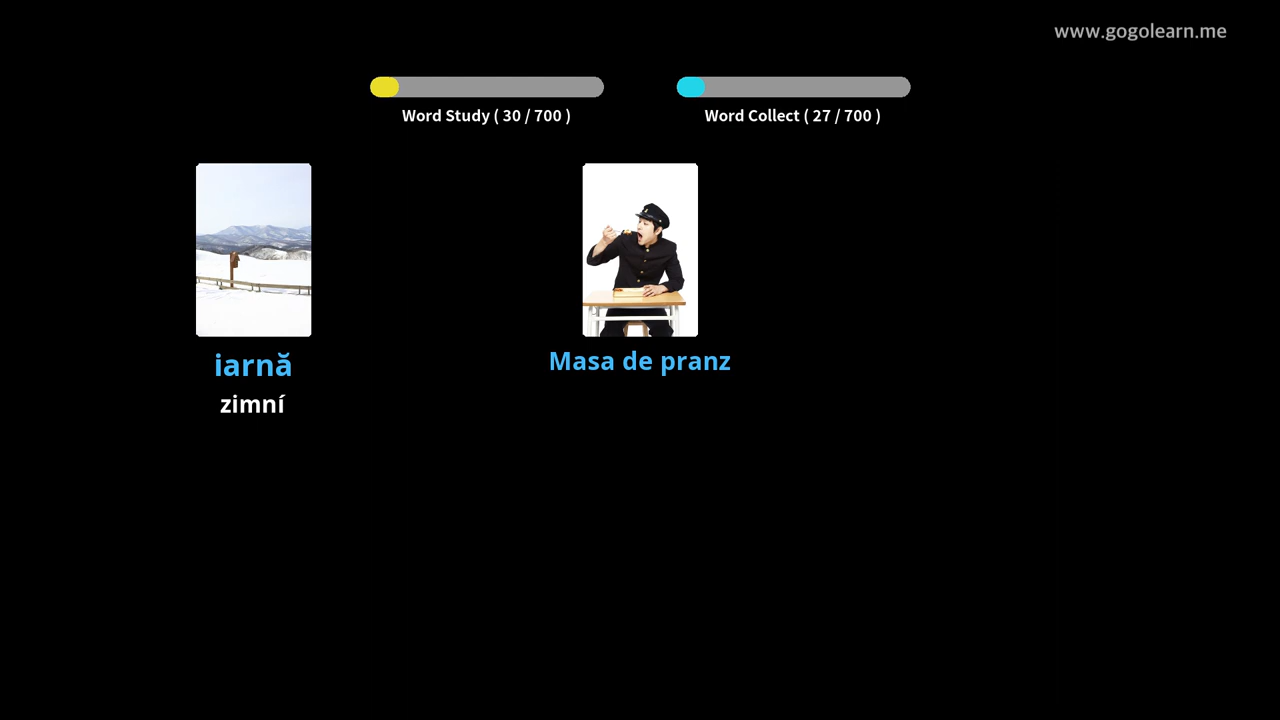 www.gogolearn.me
Word Study ( 30 / 700 )
Word Collect ( 27 / 700 )
iarnă
zimní
Masa de pranz